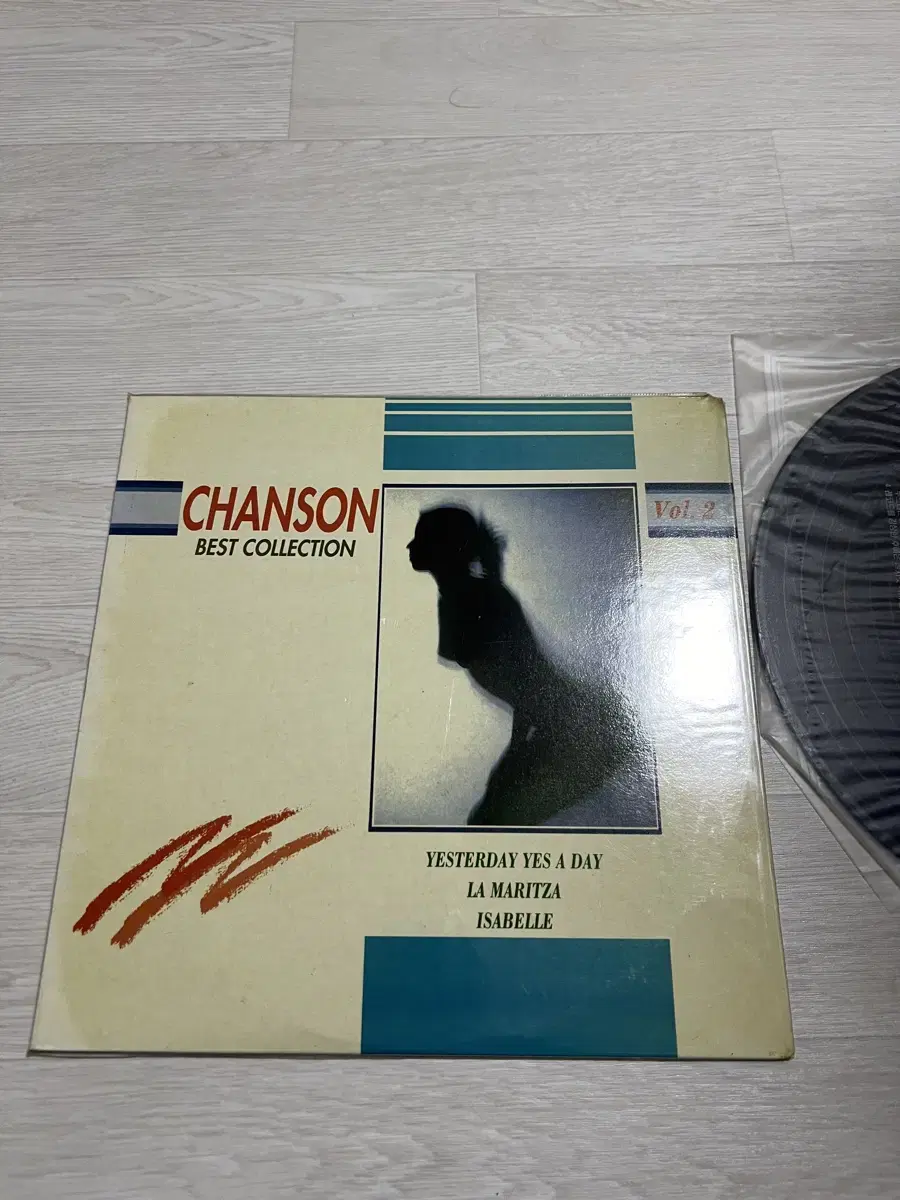 CHANSON
BEST COLLECTION
Vol. 2
YESTERDAY YES A DAY
LA MARITZA
ISABELLE